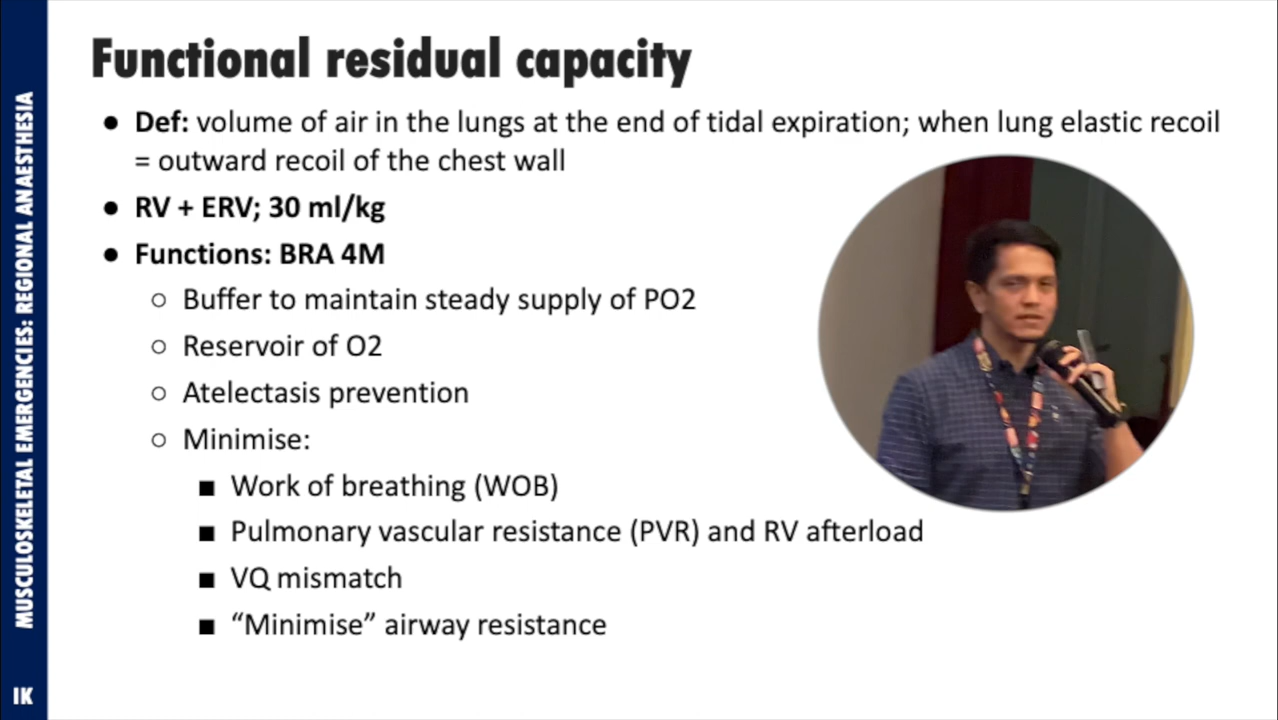 Functional residual capacity
● Def: volume of air in the lungs at the end of tidal expiration; when lung elastic recoil
= outward recoil of the chest wall
● RV + ERV; 30 ml/kg
● Functions: BRA 4M
○ Buffer to maintain steady supply of PO2
○ Reservoir of O2
○ Atelectasis prevention
○ Minimise:
■ Work of breathing (WOB)
■ Pulmonary vascular resistance (PVR) and RV afterload
■ VQ mismatch
■ “Minimise” airway resistance
MUSCULOSKELETAL EMERGENCIES: REGIONAL ANAESTHESIA
IK